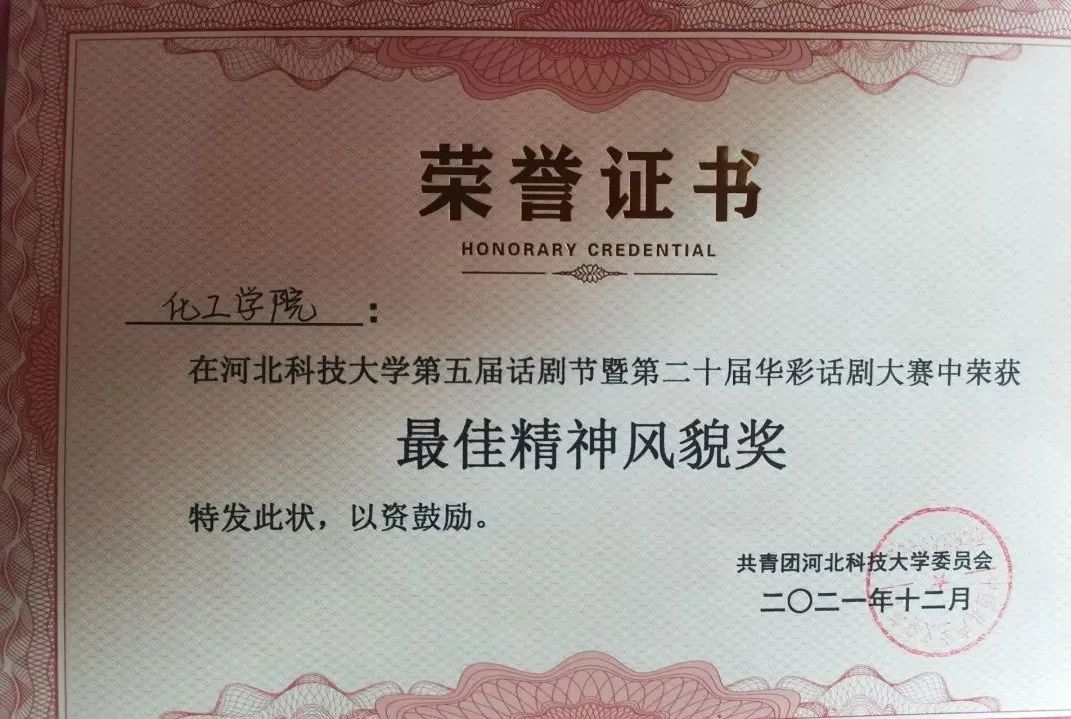 荣誉证书
HONORARY CREDENTIAL
化工学院：
在河北科技大学第五届话剧节暨第二十届华彩话剧大赛中荣获
最佳精神风貌奖
特发此状，以资鼓励。
共青团河北科技大学委员会
二〇二一年十二月